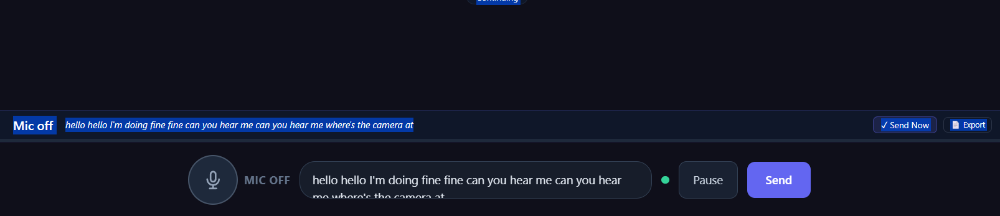 continuing
Mic off hello hello I'm doing fine fine can you hear me can you hear me where's the camera at ✓ Send Now Export
MIC OFF hello hello I'm doing fine fine can you hear me can you hear Pause Send
me where's the camera at